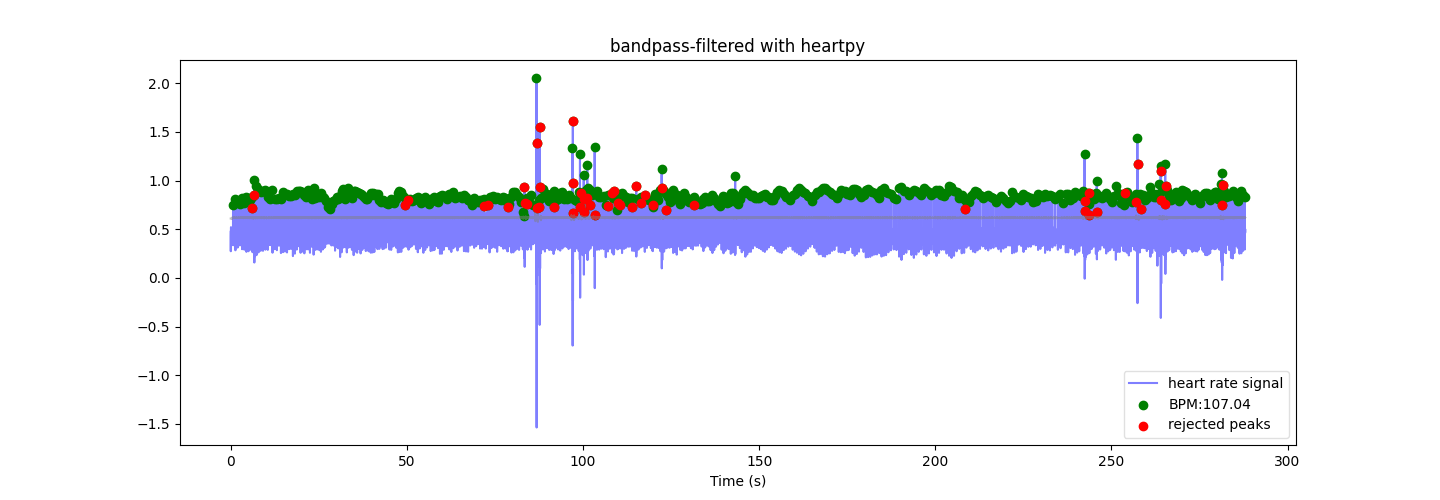 bandpass-filtered with heartpy
2.0
1.5
1.0
0.5
0.0
−0.5
−1.0
−1.5
heart rate signal
BPM:107.04
rejected peaks
0 50 100 150 200 250 300
Time (s)